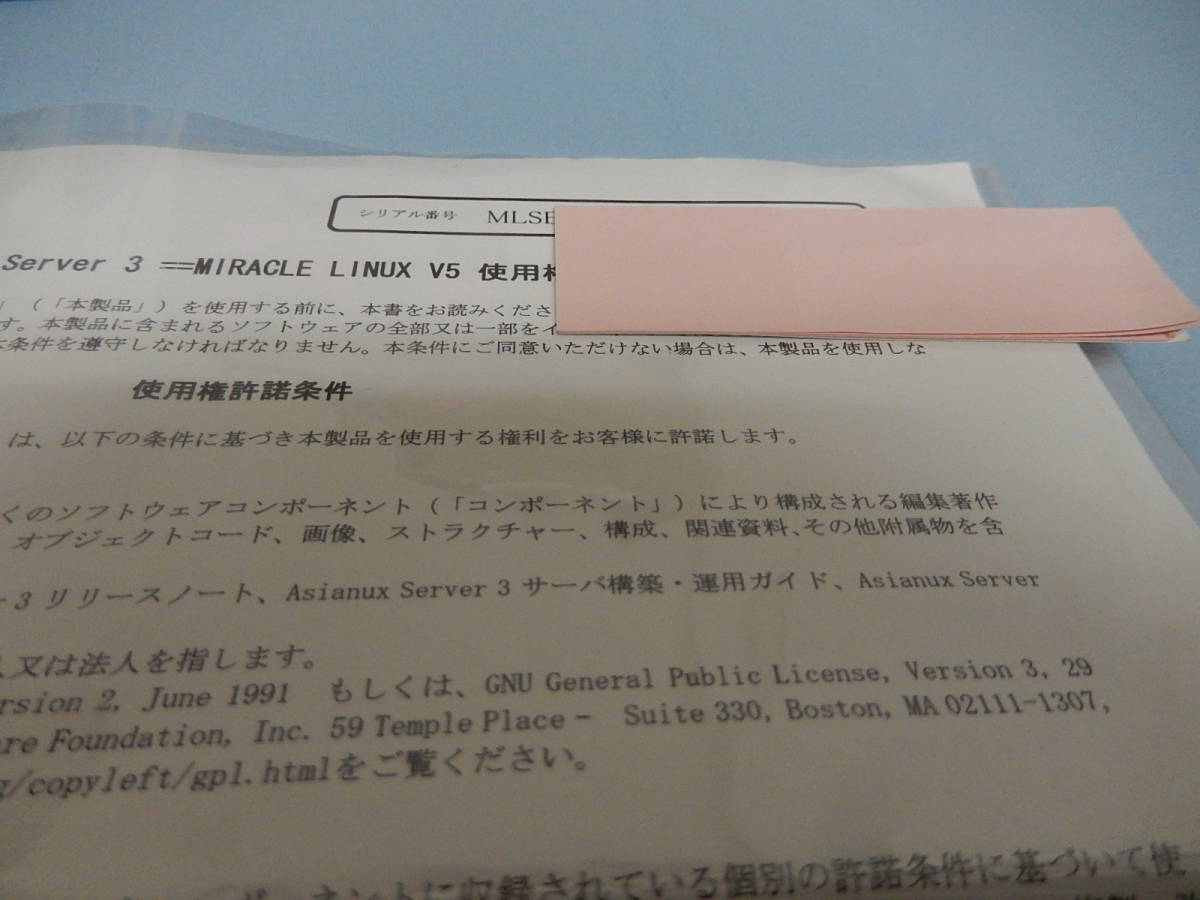 シリアル番号 MLSE
Server 3 ==MIRACLE LINUX V5 使用
(「本製品」) を使用する前に、本書をお読みくださ
す。本製品に含まれるソフトウェアの全部又は一部をイ
条件を遵守しなければなりません。本条件にご同意いただけない場合は、本製品を使用しな
使用権許諾条件
は、以下の条件に基づき本製品を使用する権利をお客様に許諾します。
くのソフトウェアコンポーネント (「コンポーネント」) により構成される編集著作
オブジェクトコード、画像、ストラクチャー、構成、関連資料、その他附属物を含
3 リリースノート、Asianux Server 3 サーバ構築・運用ガイド、Asianux Server
又は法人を指します。
rsion 2, June 1991 もしくは、GNU General Public License, Version 3, 29
re Foundation, Inc. 59 Temple Place - Suite 330, Boston, MA 02111-1307,
g/copyleft/gpl.htmlをご覧ください。
ポーネントに収録されている個別の許諾条件に基づいて使